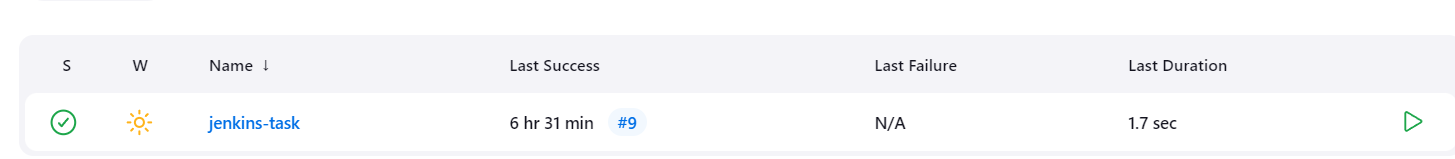 S W Name ↓ Last Success Last Failure Last Duration
jenkins-task 6 hr 31 min #9 N/A 1.7 sec